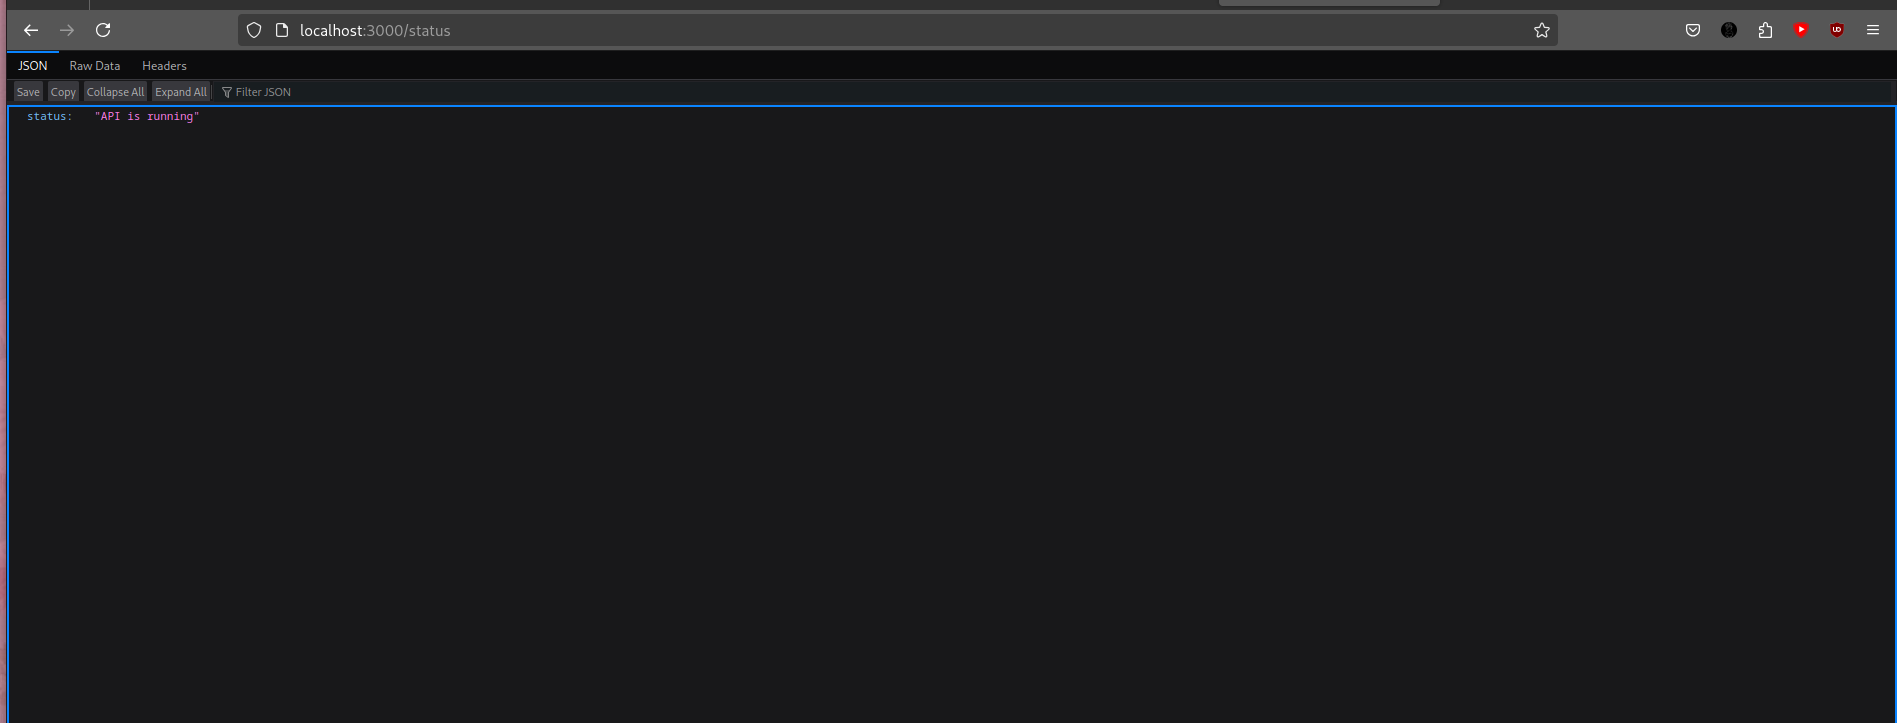 localhost:3000/status
JSON Raw Data Headers
Save Copy Collapse All Expand All Filter JSON
status: "API is running"